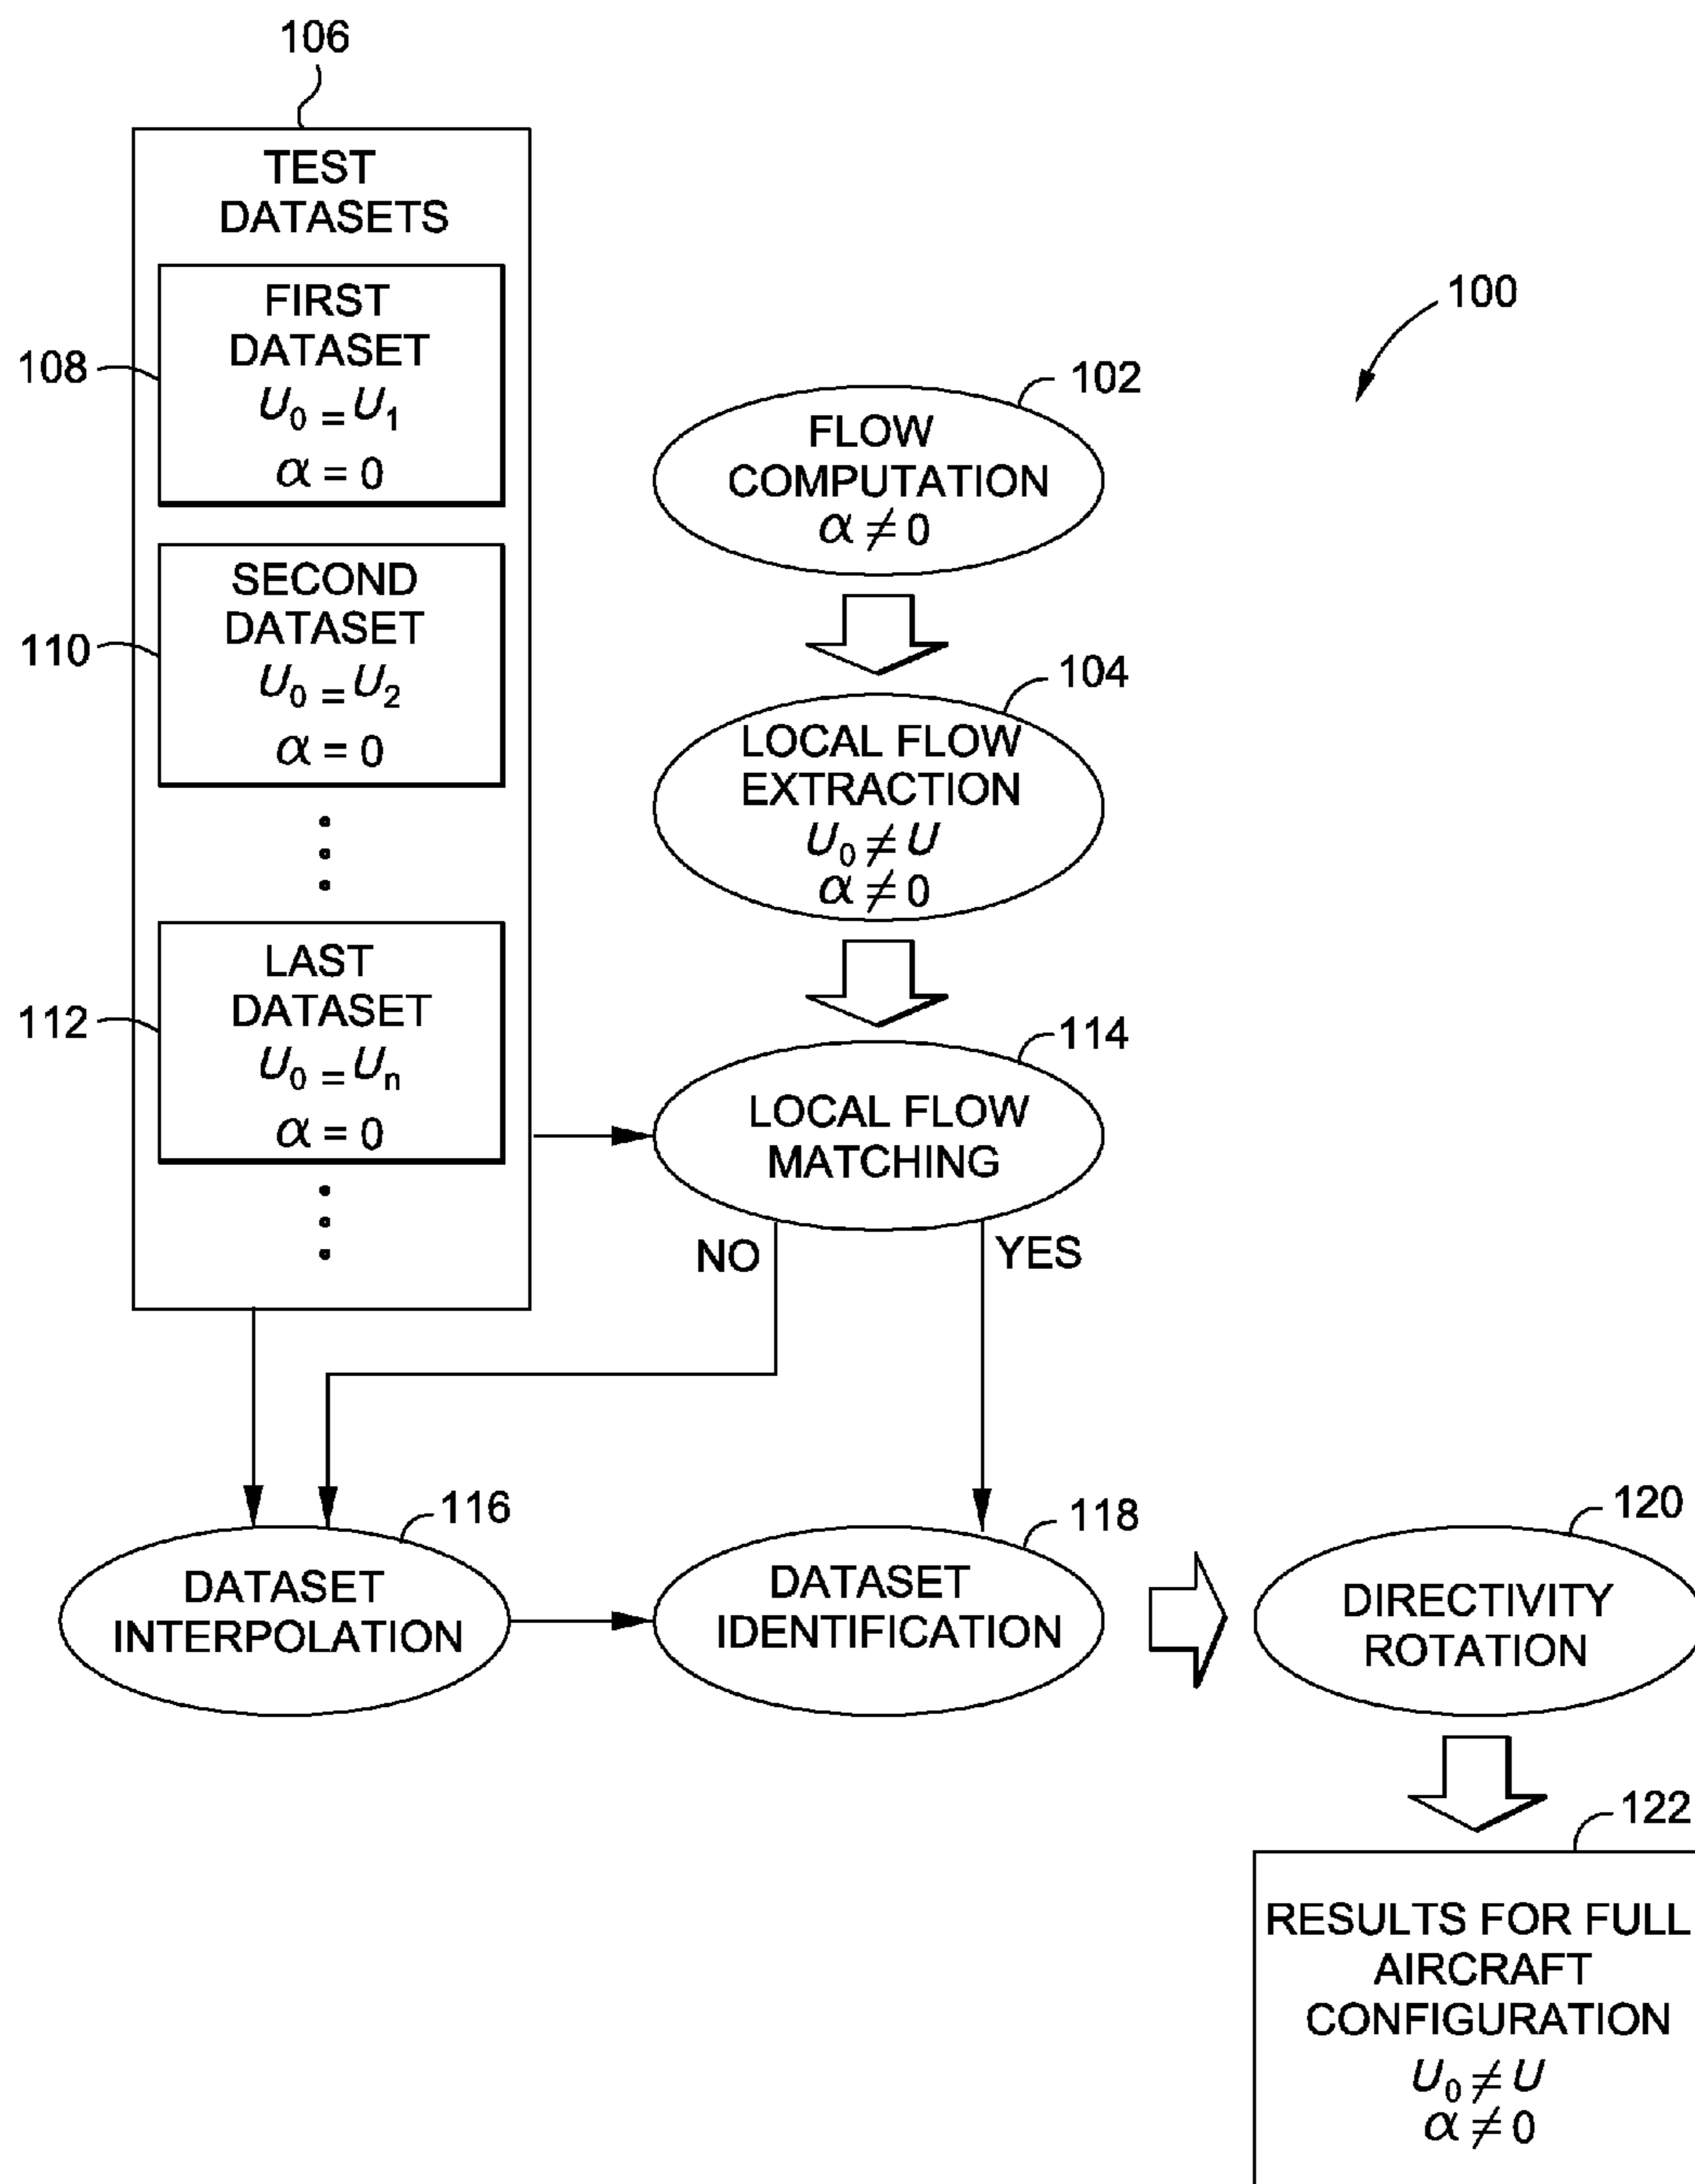 106
TEST
DATASETS
108
FIRST
DATASET
U₀ = U₁
α = 0
110
SECOND
DATASET
U₀ = U₂
α = 0
112
LAST
DATASET
U₀ = Uₙ
α = 0
100
102
FLOW
COMPUTATION
α ≠ 0
104
LOCAL FLOW
EXTRACTION
U₀ ≠ U
α ≠ 0
114
LOCAL FLOW
MATCHING
NO
YES
116
DATASET
INTERPOLATION
118
DATASET
IDENTIFICATION
120
DIRECTIVITY
ROTATION
122
RESULTS FOR FULL
AIRCRAFT
CONFIGURATION
U₀ ≠ U
α ≠ 0